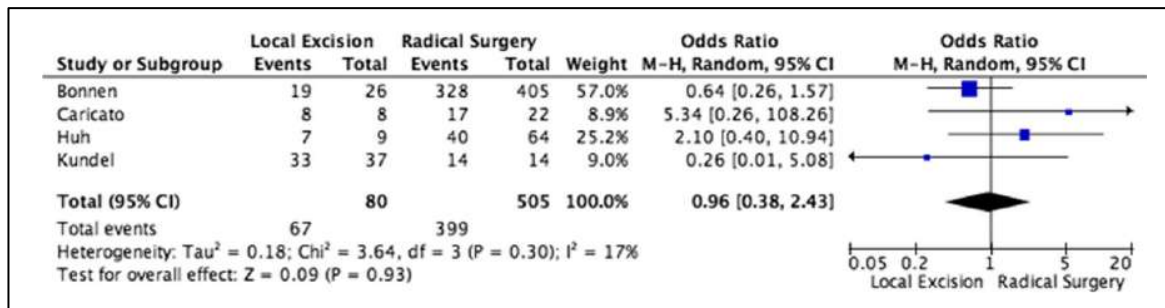 Local Excision Radical Surgery Odds Ratio Odds Ratio
Study or Subgroup Events Total Events Total Weight M-H, Random, 95% CI M-H, Random, 95% CI
Bonnen 19 26 328 405 57.0% 0.64 [0.26, 1.57]
Caricato 8 8 17 22 8.9% 5.34 [0.26, 108.26]
Huh 7 9 40 64 25.2% 2.10 [0.40, 10.94]
Kundel 33 37 14 14 9.0% 0.26 [0.01, 5.08]
Total (95% CI) 80 505 100.0% 0.96 [0.38, 2.43]
Total events 67 399
Heterogeneity: Tau² = 0.18; Chi² = 3.64, df = 3 (P = 0.30); I² = 17%
Test for overall effect: Z = 0.09 (P = 0.93)
0.05 0.2 1 5 20
Local Excision Radical Surgery